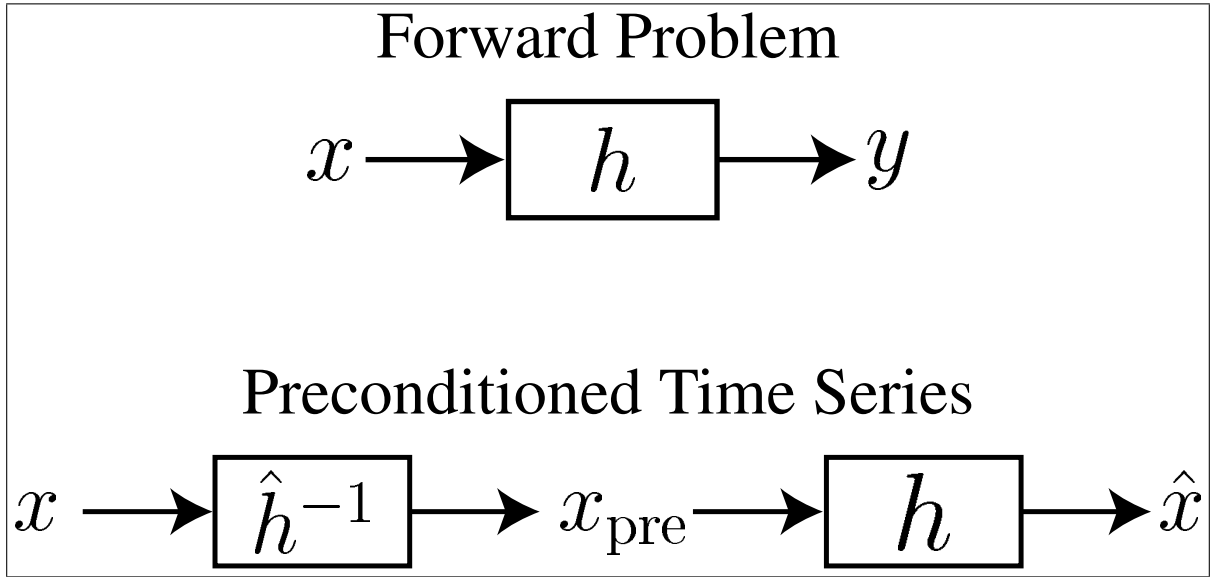 Forward Problem
x h y
Preconditioned Time Series
x ĥ⁻¹ x_pre h x̂